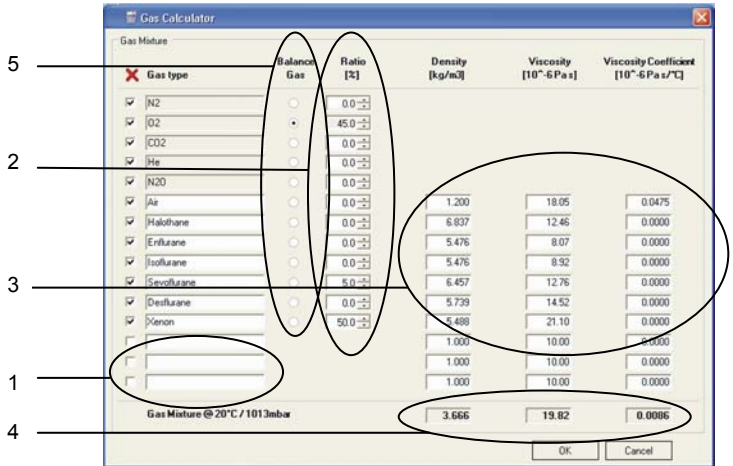 Gas Calculator
Gas Mixture
Gas type Balance Gas Ratio [%] Density [kg/m3] Viscosity [10^-6 Pa s] Viscosity Coefficient [10^-6 Pa s/°C]
N2 0.0
O2 45.0
CO2 0.0
He 0.0
N2O 0.0
Air 0.0 1.200 18.05 0.0475
Halothane 0.0 6.837 12.46 0.0000
Enflurane 0.0 5.476 8.07 0.0000
Isoflurane 0.0 5.476 8.92 0.0000
Sevoflurane 5.0 6.457 12.76 0.0000
Desflurane 0.0 5.739 14.52 0.0000
Xenon 50.0 5.488 21.10 0.0000
1.000 10.00 0.0000
1.000 10.00 0.0000
1.000 10.00 0.0000
Gas Mixture @ 20°C / 1013mbar 3.666 19.82 0.0086
OK Cancel
5
2
3
1
4